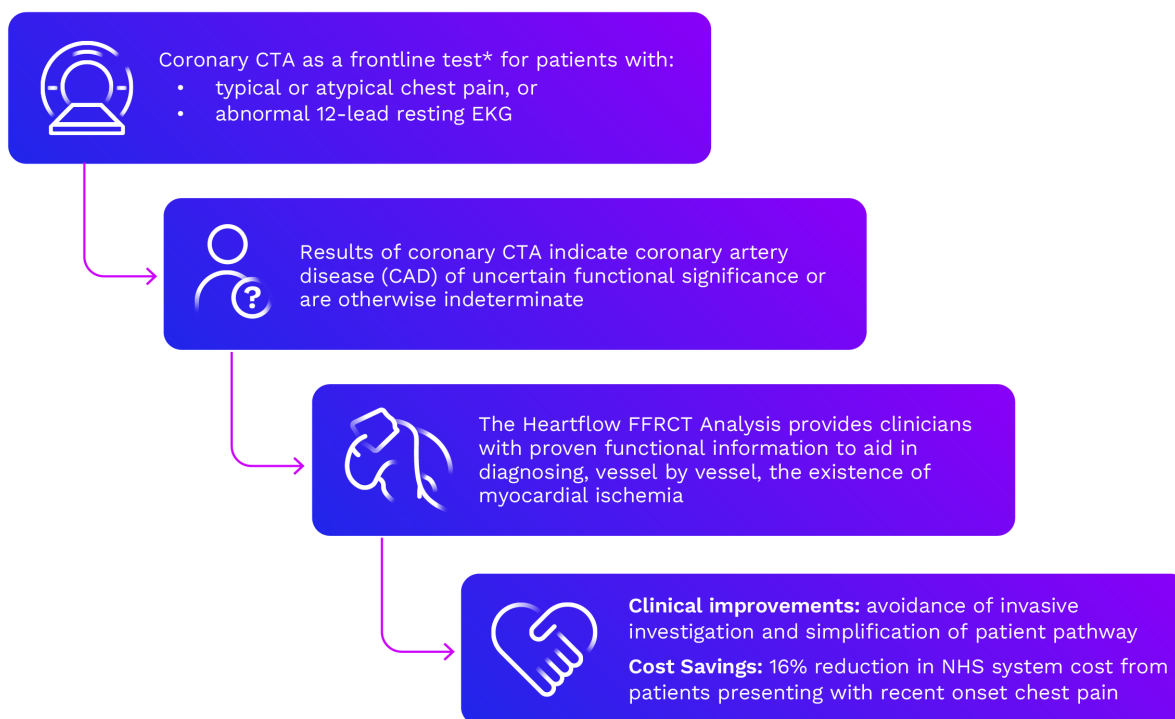 Coronary CTA as a frontline test* for patients with:
• typical or atypical chest pain, or
• abnormal 12-lead resting EKG
Results of coronary CTA indicate coronary artery
disease (CAD) of uncertain functional significance or
are otherwise indeterminate
?
The Heartflow FFRCT Analysis provides clinicians
with proven functional information to aid in
diagnosing, vessel by vessel, the existence of
myocardial ischemia
Clinical improvements: avoidance of invasive
investigation and simplification of patient pathway
Cost Savings: 16% reduction in NHS system cost from
patients presenting with recent onset chest pain